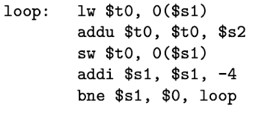 loop: lw $t0, 0($s1)
addu $t0, $t0, $s2
sw $t0, 0($s1)
addi $s1, $s1, -4
bne $s1, $0, loop